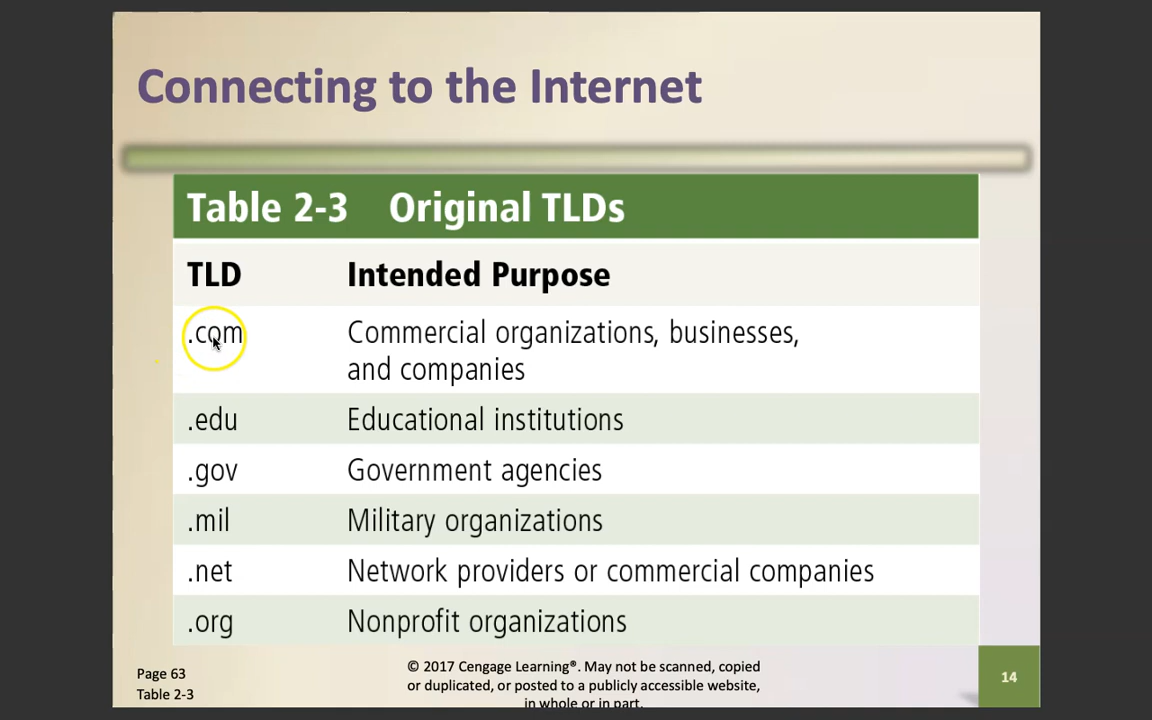 Connecting to the Internet
Table 2-3 Original TLDs
TLD Intended Purpose
.com Commercial organizations, businesses,
and companies
.edu Educational institutions
.gov Government agencies
.mil Military organizations
.net Network providers or commercial companies
.org Nonprofit organizations
Page 63
Table 2-3
© 2017 Cengage Learning®. May not be scanned, copied
or duplicated, or posted to a publicly accessible website,
in whole or in part.
14